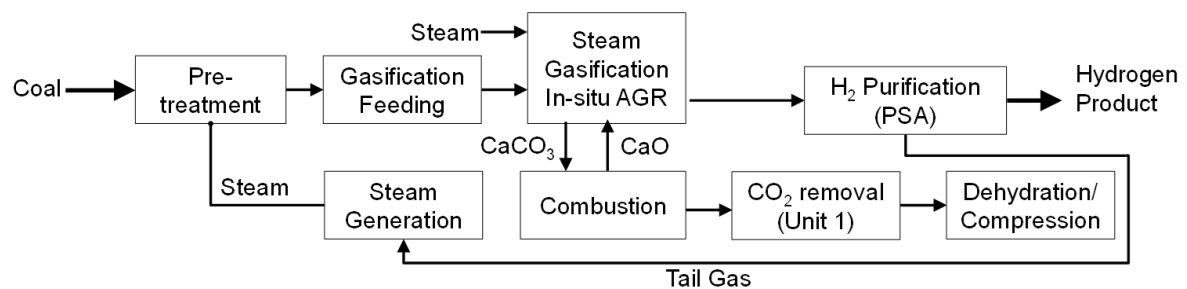 Coal
Pre-
treatment
Gasification
Feeding
Steam
Steam
Gasification
In-situ AGR
H₂ Purification
(PSA)
Hydrogen
Product
CaCO₃
CaO
Steam
Steam
Generation
Combustion
CO₂ removal
(Unit 1)
Dehydration/
Compression
Tail Gas